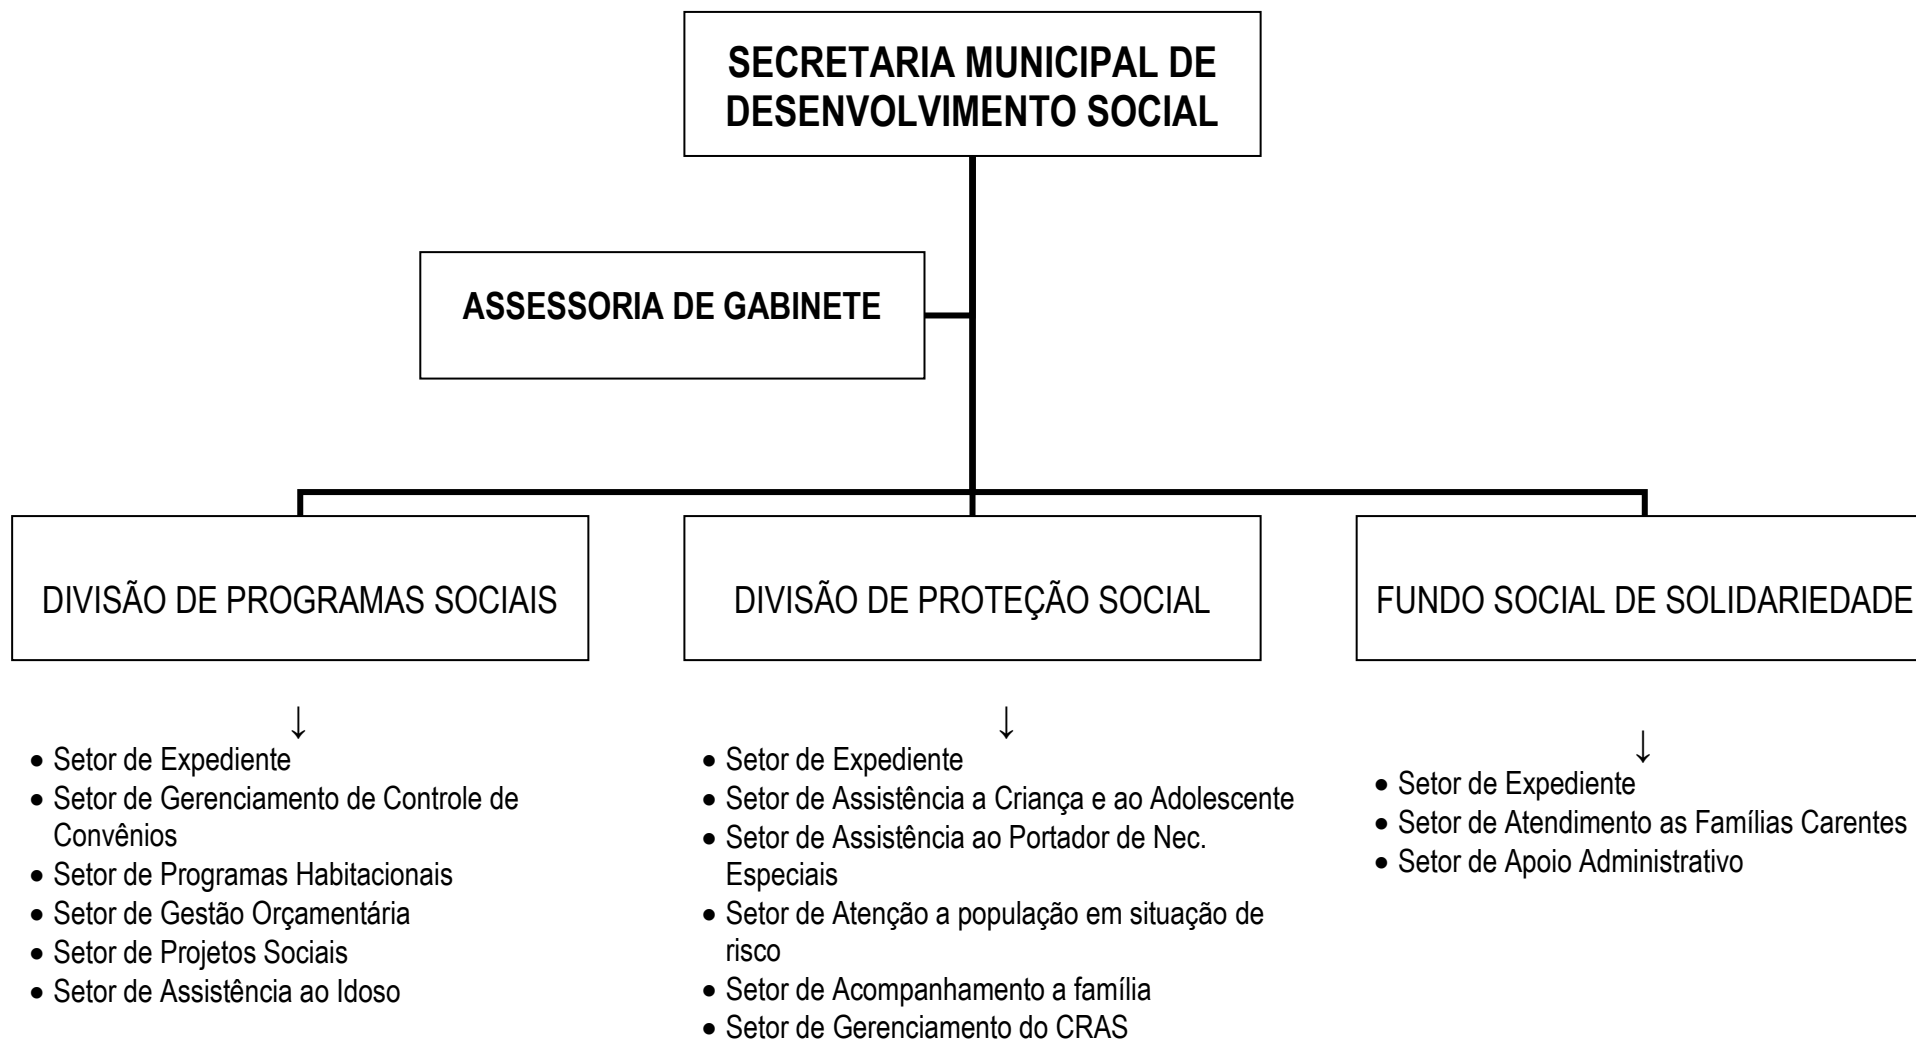 SECRETARIA MUNICIPAL DE
DESENVOLVIMENTO SOCIAL
ASSESSORIA DE GABINETE
DIVISÃO DE PROGRAMAS SOCIAIS
↓
• Setor de Expediente
• Setor de Gerenciamento de Controle de
Convênios
• Setor de Programas Habitacionais
• Setor de Gestão Orçamentária
• Setor de Projetos Sociais
• Setor de Assistência ao Idoso
DIVISÃO DE PROTEÇÃO SOCIAL
↓
• Setor de Expediente
• Setor de Assistência a Criança e ao Adolescente
• Setor de Assistência ao Portador de Nec.
Especiais
• Setor de Atenção a população em situação de
risco
• Setor de Acompanhamento a família
• Setor de Gerenciamento do CRAS
FUNDO SOCIAL DE SOLIDARIEDADE
↓
• Setor de Expediente
• Setor de Atendimento as Famílias Carentes
• Setor de Apoio Administrativo